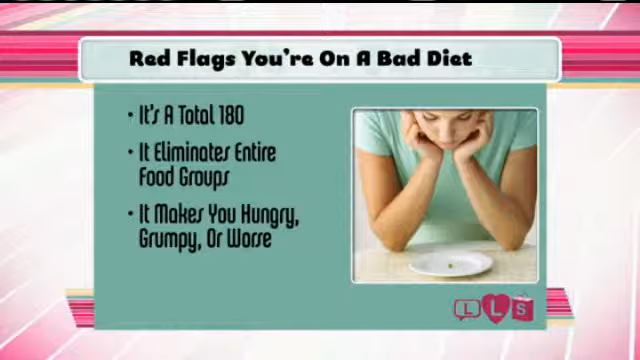 Red Flags You're On A Bad Diet
• It's A Total 180
• It Eliminates Entire
Food Groups
• It Makes You Hungry,
Grumpy, Or Worse
L L S